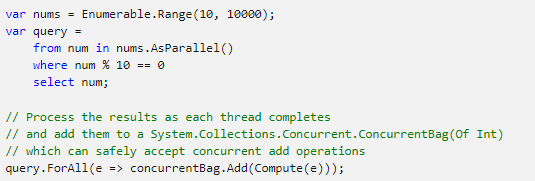 var nums = Enumerable.Range(10, 10000);
var query =
    from num in nums.AsParallel()
    where num % 10 == 0
    select num;

// Process the results as each thread completes
// and add them to a System.Collections.Concurrent.ConcurrentBag(Of Int)
// which can safely accept concurrent add operations
query.ForAll(e => concurrentBag.Add(Compute(e)));